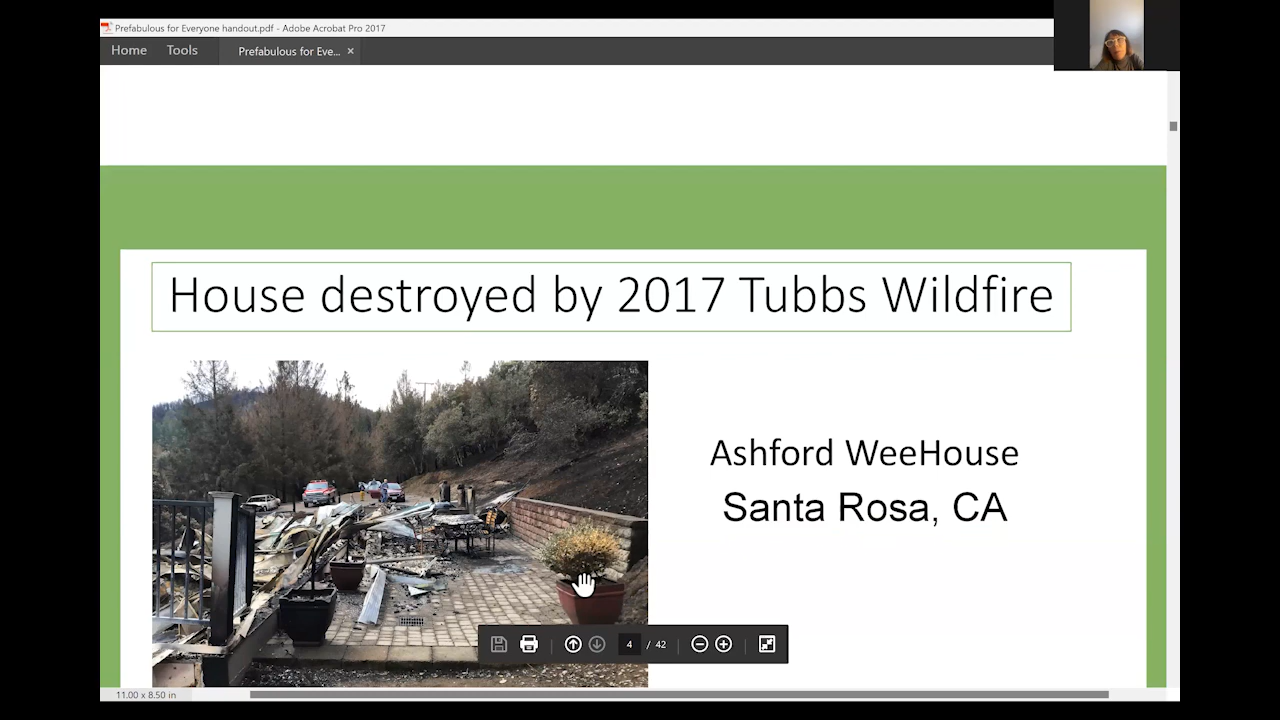 Prefabulous for Everyone handout.pdf - Adobe Acrobat Pro 2017
Home Tools Prefabulous for Eve... ×
House destroyed by 2017 Tubbs Wildfire
Ashford WeeHouse
Santa Rosa, CA
4 / 42
11.00 x 8.50 in